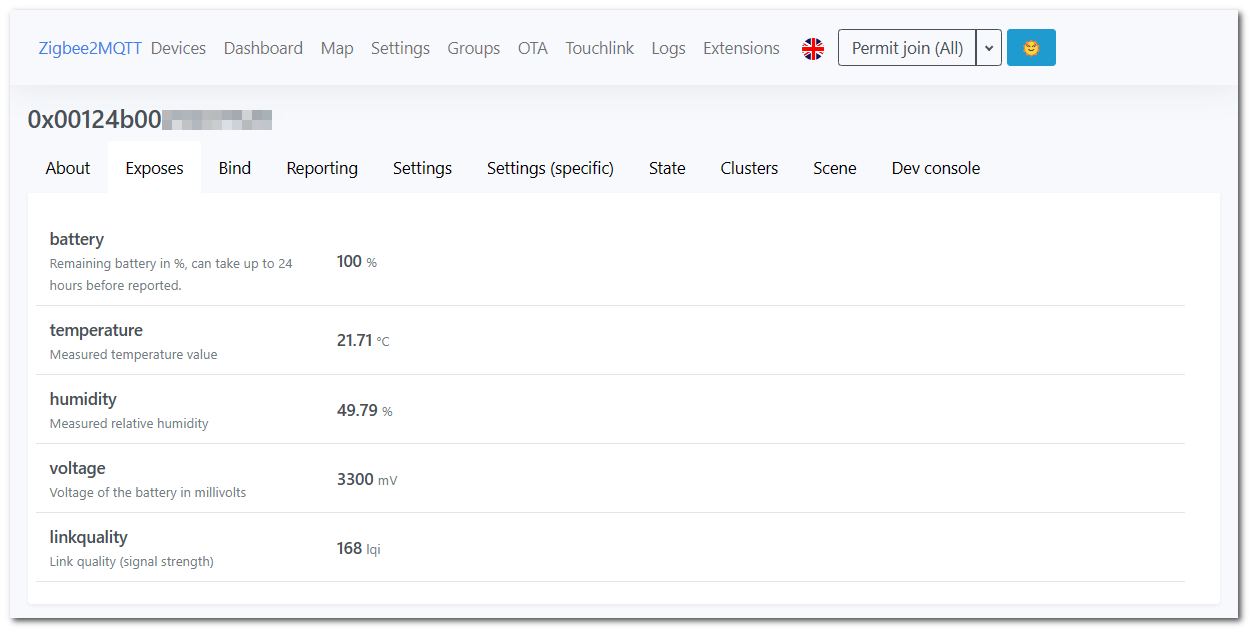 Zigbee2MQTT Devices Dashboard Map Settings Groups OTA Touchlink Logs Extensions Permit join (All)
0x00124b00
About Exposes Bind Reporting Settings Settings (specific) State Clusters Scene Dev console
battery
Remaining battery in %, can take up to 24
hours before reported.
100 %
temperature
Measured temperature value
21.71 °C
humidity
Measured relative humidity
49.79 %
voltage
Voltage of the battery in millivolts
3300 mV
linkquality
Link quality (signal strength)
168 lqi